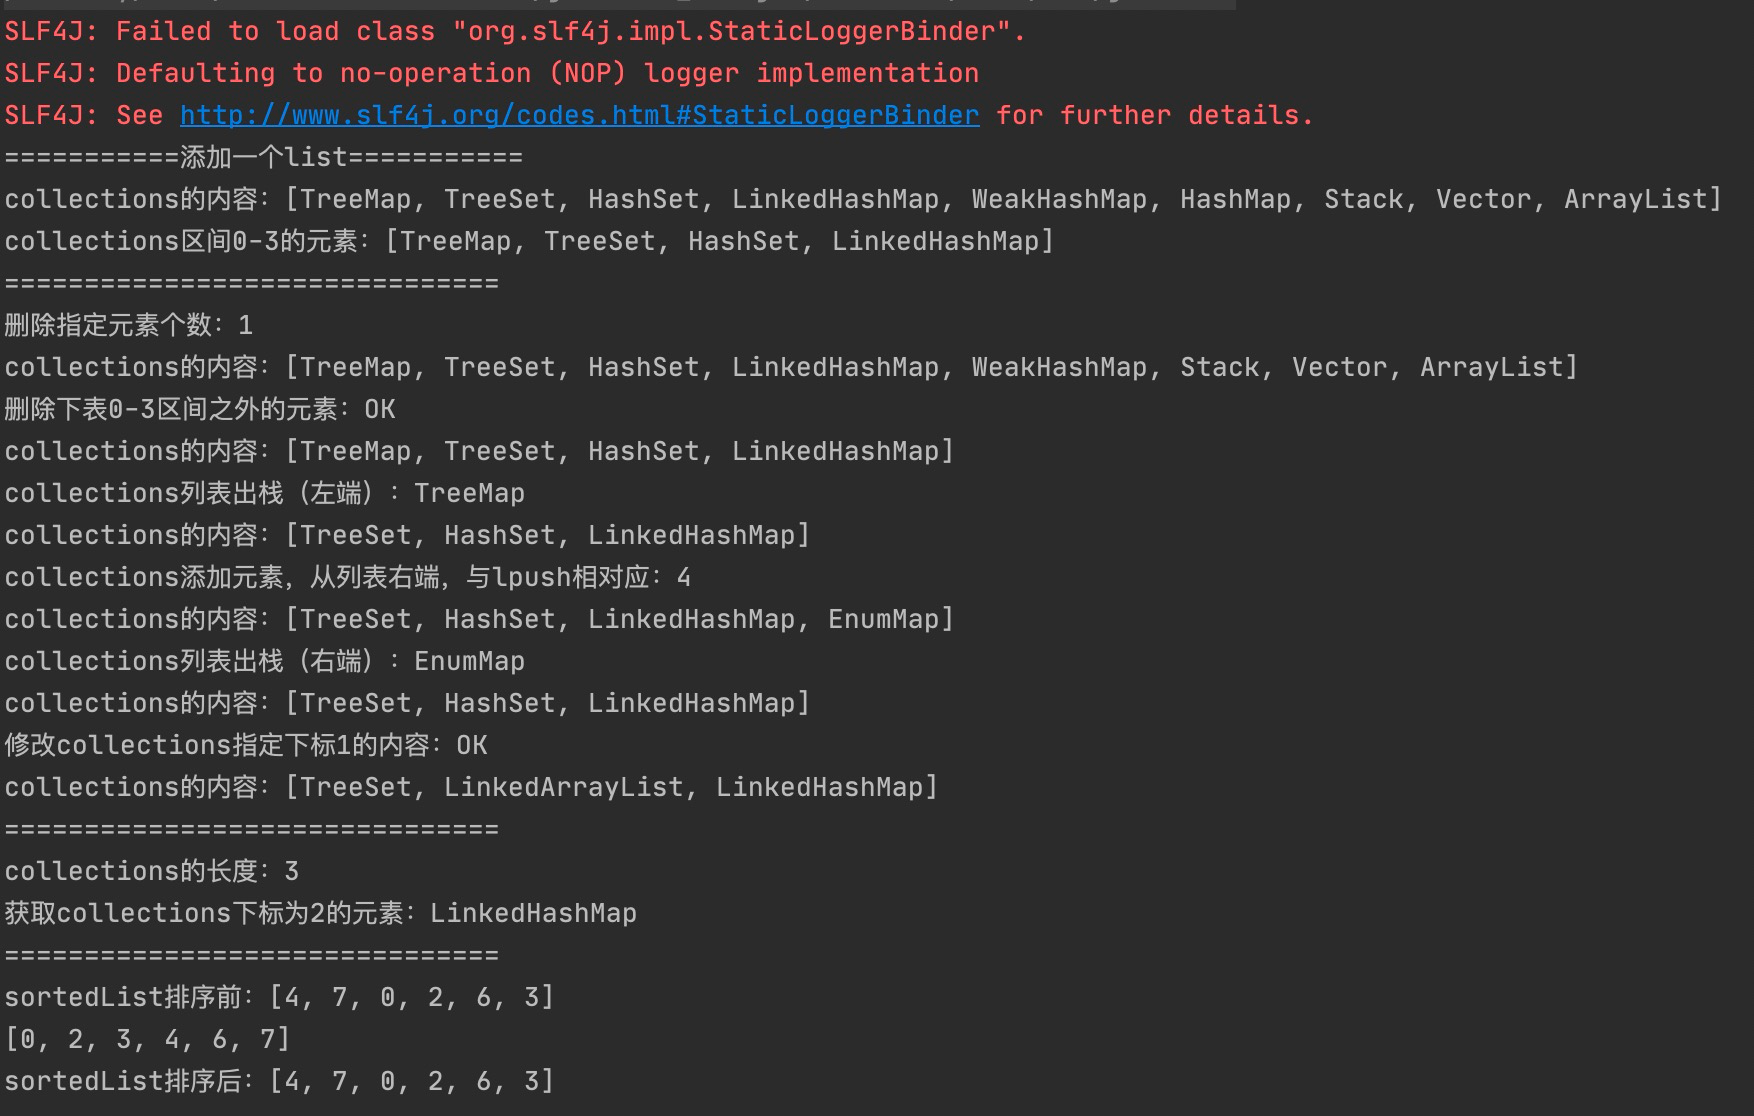 SLF4J: Failed to load class "org.slf4j.impl.StaticLoggerBinder".
SLF4J: Defaulting to no-operation (NOP) logger implementation
SLF4J: See http://www.slf4j.org/codes.html#StaticLoggerBinder for further details.
===========添加一个list===========
collections的内容：[TreeMap, TreeSet, HashSet, LinkedHashMap, WeakHashMap, HashMap, Stack, Vector, ArrayList]
collections区间0-3的元素：[TreeMap, TreeSet, HashSet, LinkedHashMap]
===============================
删除指定元素个数：1
collections的内容：[TreeMap, TreeSet, HashSet, LinkedHashMap, WeakHashMap, Stack, Vector, ArrayList]
删除下表0-3区间之外的元素：OK
collections的内容：[TreeMap, TreeSet, HashSet, LinkedHashMap]
collections列表出栈（左端）：TreeMap
collections的内容：[TreeSet, HashSet, LinkedHashMap]
collections添加元素，从列表右端，与lpush相对应：4
collections的内容：[TreeSet, HashSet, LinkedHashMap, EnumMap]
collections列表出栈（右端）：EnumMap
collections的内容：[TreeSet, HashSet, LinkedHashMap]
修改collections指定下标1的内容：OK
collections的内容：[TreeSet, LinkedArrayList, LinkedHashMap]
===============================
collections的长度：3
获取collections下标为2的元素：LinkedHashMap
===============================
sortedList排序前：[4, 7, 0, 2, 6, 3]
[0, 2, 3, 4, 6, 7]
sortedList排序后：[4, 7, 0, 2, 6, 3]